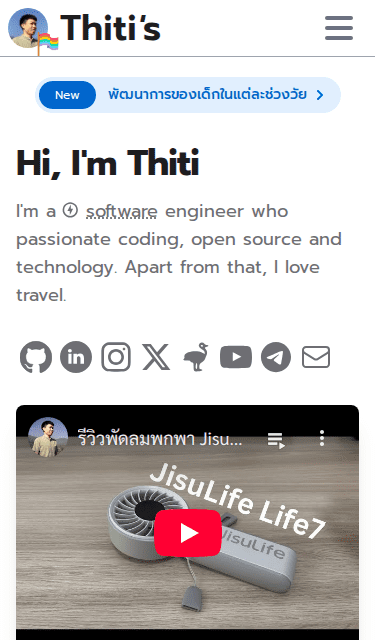 Thiti's
New พัฒนาการของเด็กในแต่ละช่วงวัย
Hi, I'm Thiti
I'm a software engineer who
passionate coding, open source and
technology. Apart from that, I love
travel.
รีวิวพัดลมพกพา Jisu...
JisuLife Life7
JisuLife